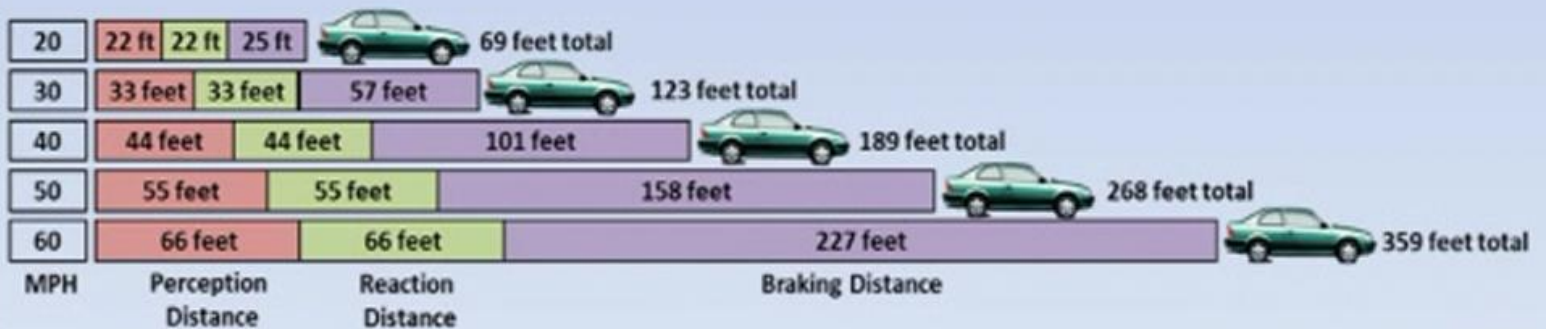 20 22 ft 22 ft 25 ft 69 feet total
30 33 feet 33 feet 57 feet 123 feet total
40 44 feet 44 feet 101 feet 189 feet total
50 55 feet 55 feet 158 feet 268 feet total
60 66 feet 66 feet 227 feet 359 feet total
MPH Perception Reaction Braking Distance
Distance Distance